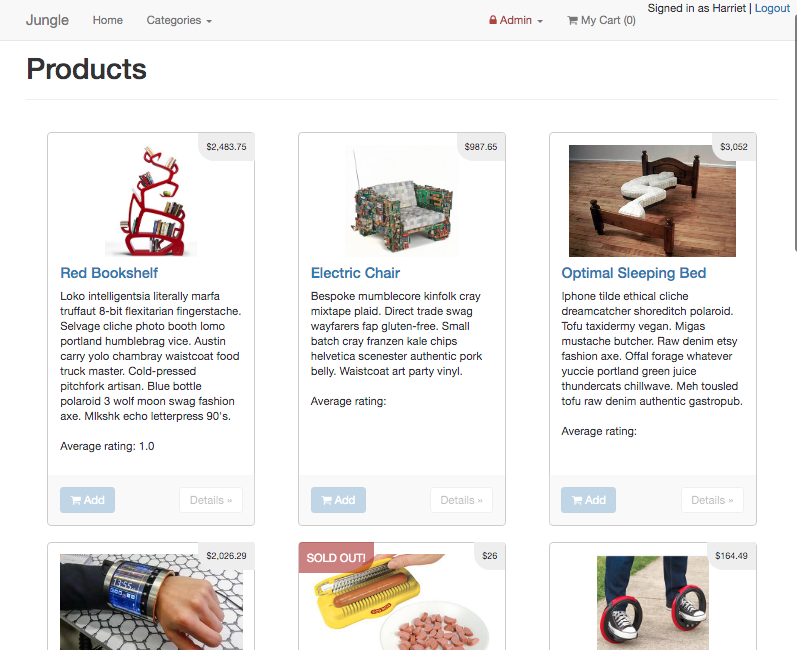 Signed in as Harriet | Logout
Jungle Home Categories Admin My Cart (0)
Products
$2,483.75
Red Bookshelf
Loko intelligentsia literally marfa
truffaut 8-bit flexitarian fingerstache.
Selvage cliche photo booth lomo
portland humblebrag vice. Austin
carry yolo chambray waistcoat food
truck master. Cold-pressed
pitchfork artisan. Blue bottle
polaroid 3 wolf moon swag fashion
axe. Mlkshk echo letterpress 90's.
Average rating: 1.0
Add Details »
$987.65
Electric Chair
Bespoke mumblecore kinfolk cray
mixtape plaid. Direct trade swag
wayfarers fap gluten-free. Small
batch cray franzen kale chips
helvetica scenester authentic pork
belly. Waistcoat art party vinyl.
Average rating:
Add Details »
$3,052
Optimal Sleeping Bed
Iphone tilde ethical cliche
dreamcatcher shoreditch polaroid.
Tofu taxidermy vegan. Migas
mustache butcher. Raw denim etsy
fashion axe. Offal forage whatever
yuccie portland green juice
thundercats chillwave. Meh tousled
tofu raw denim authentic gastropub.
Average rating:
Add Details »
$2,026.29
SOLD OUT!
$26
$164.49